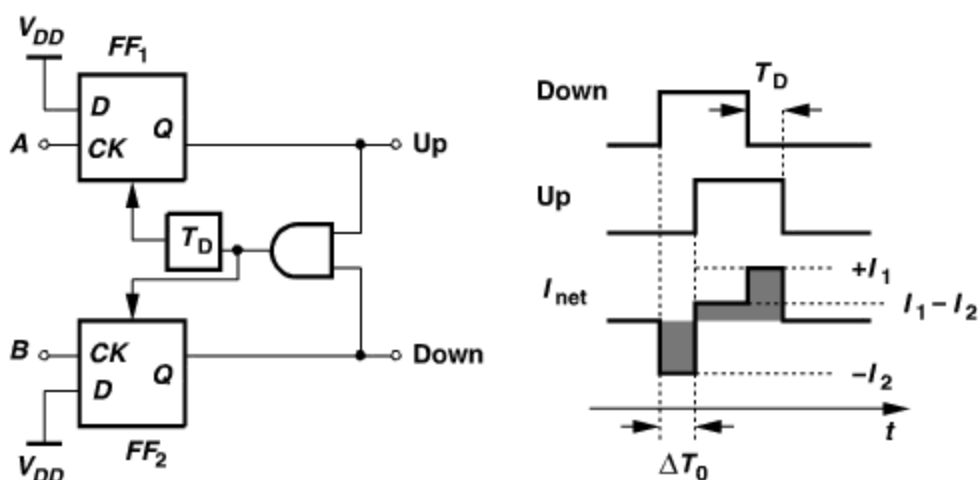 V_DD
FF_1
D
A
CK
Q
Up
T_D
B
CK
D
Q
Down
FF_2
V_DD
Down
T_D
Up
I_net
+I_1
I_1 − I_2
−I_2
t
ΔT_0